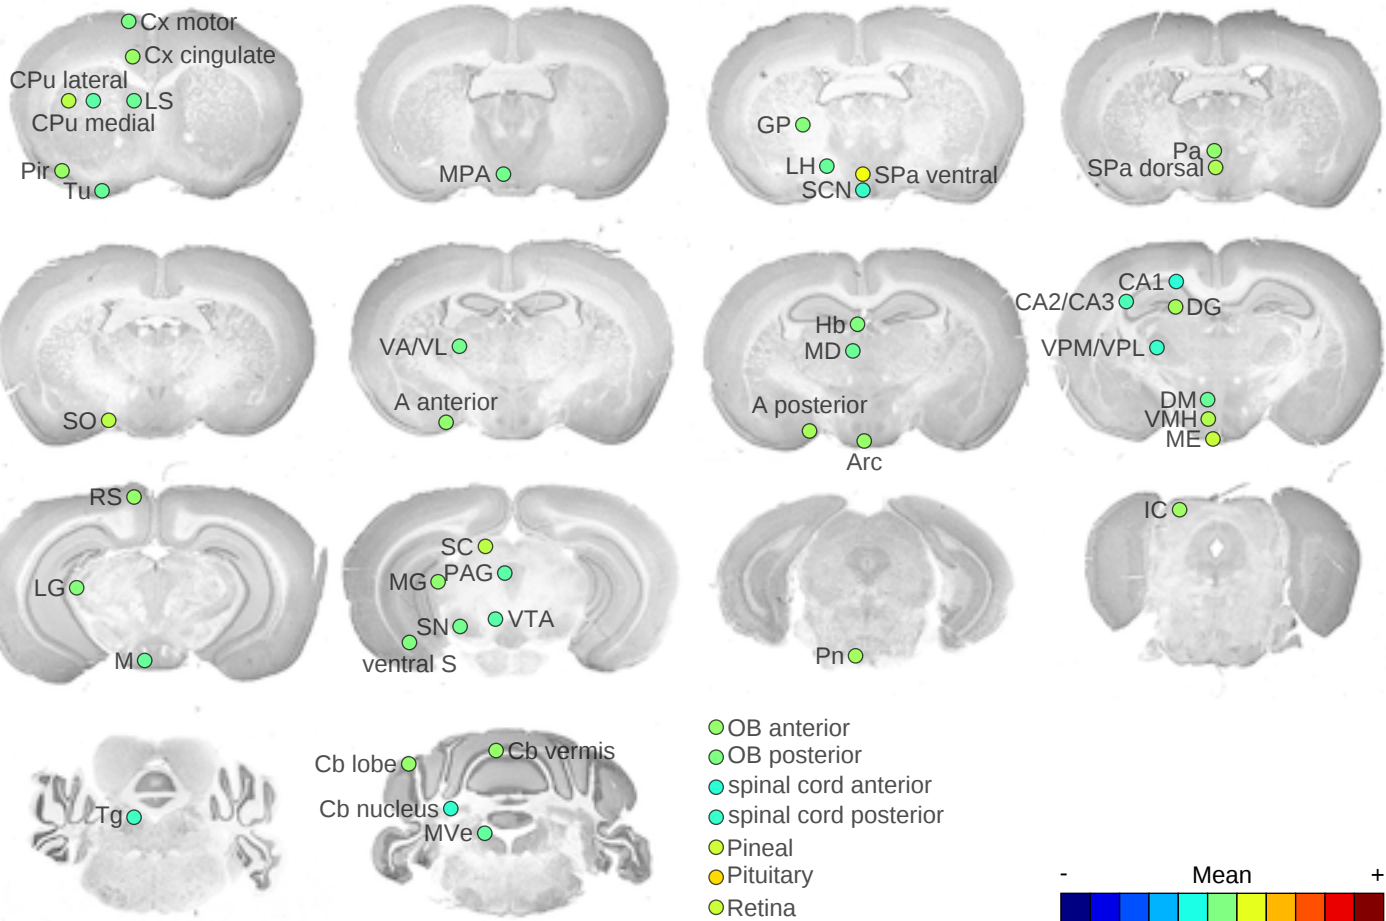 Cx motor
Cx cingulate
CPu lateral
LS
CPu medial
Pir
Tu
MPA
GP
LH
SPa ventral
SCN
Pa
SPa dorsal
SO
VA/VL
A anterior
Hb
MD
A posterior
Arc
CA1
CA2/CA3
DG
VPM/VPL
DM
VMH
ME
RS
LG
M
SC
MG
PAG
SN
VTA
ventral S
Pn
IC
Tg
Cb lobe
Cb vermis
Cb nucleus
MVe
OB anterior
OB posterior
spinal cord anterior
spinal cord posterior
Pineal
Pituitary
Retina
- Mean +